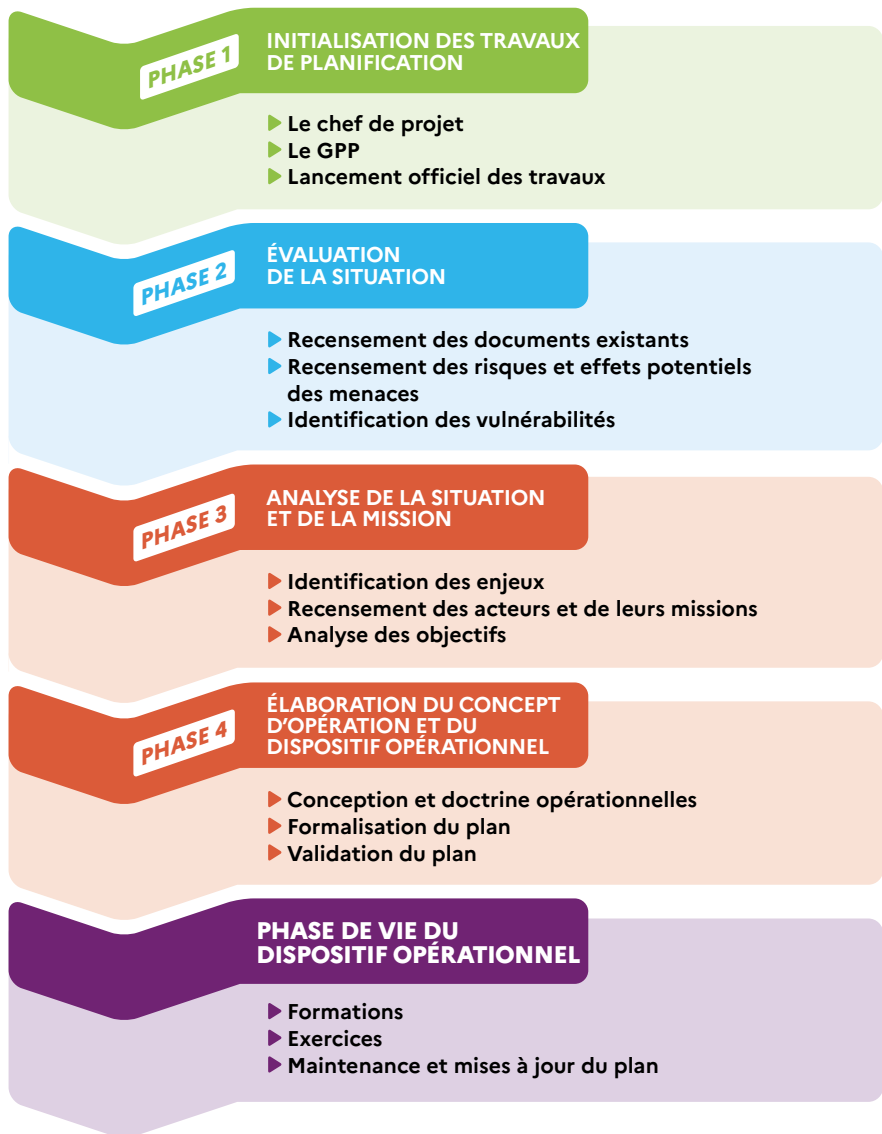 PHASE 1
INITIALISATION DES TRAVAUX
DE PLANIFICATION
Le chef de projet
Le GPP
Lancement officiel des travaux
PHASE 2
ÉVALUATION
DE LA SITUATION
Recensement des documents existants
Recensement des risques et effets potentiels
des menaces
Identification des vulnérabilités
PHASE 3
ANALYSE DE LA SITUATION
ET DE LA MISSION
Identification des enjeux
Recensement des acteurs et de leurs missions
Analyse des objectifs
PHASE 4
ÉLABORATION DU CONCEPT
D’OPÉRATION ET DU
DISPOSITIF OPÉRATIONNEL
Conception et doctrine opérationnelles
Formalisation du plan
Validation du plan
PHASE DE VIE DU
DISPOSITIF OPÉRATIONNEL
Formations
Exercices
Maintenance et mises à jour du plan